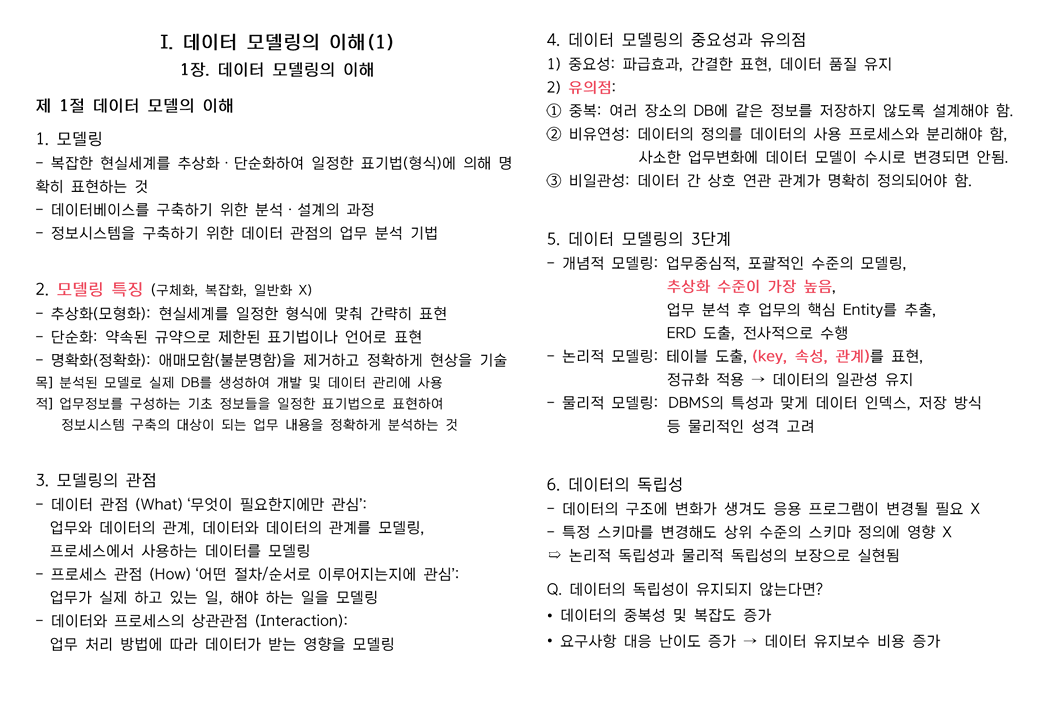 I. 데이터 모델링의 이해(1)
1장. 데이터 모델링의 이해
제 1절 데이터 모델의 이해
1. 모델링
- 복잡한 현실세계를 추상화·단순화하여 일정한 표기법(형식)에 의해 명
확히 표현하는 것
- 데이터베이스를 구축하기 위한 분석·설계의 과정
- 정보시스템을 구축하기 위한 데이터 관점의 업무 분석 기법
2. 모델링 특징 (구체화, 복잡화, 일반화 X)
- 추상화(모형화): 현실세계를 일정한 형식에 맞춰 간략히 표현
- 단순화: 약속된 규약으로 제한된 표기법이나 언어로 표현
- 명확화(정확화): 애매모함(불분명함)을 제거하고 정확하게 현상을 기술
목] 분석된 모델로 실제 DB를 생성하여 개발 및 데이터 관리에 사용
적] 업무정보를 구성하는 기초 정보들을 일정한 표기법으로 표현하여
정보시스템 구축의 대상이 되는 업무 내용을 정확하게 분석하는 것
3. 모델링의 관점
- 데이터 관점 (What) ‘무엇이 필요한지에만 관심’:
업무와 데이터의 관계, 데이터와 데이터의 관계를 모델링,
프로세스에서 사용하는 데이터를 모델링
- 프로세스 관점 (How) ‘어떤 절차/순서로 이루어지는지에 관심’:
업무가 실제 하고 있는 일, 해야 하는 일을 모델링
- 데이터와 프로세스의 상관관점 (Interaction):
업무 처리 방법에 따라 데이터가 받는 영향을 모델링
4. 데이터 모델링의 중요성과 유의점
1) 중요성: 파급효과, 간결한 표현, 데이터 품질 유지
2) 유의점:
① 중복: 여러 장소의 DB에 같은 정보를 저장하지 않도록 설계해야 함.
② 비유연성: 데이터의 정의를 데이터의 사용 프로세스와 분리해야 함,
사소한 업무변화에 데이터 모델이 수시로 변경되면 안됨.
③ 비일관성: 데이터 간 상호 연관 관계가 명확히 정의되어야 함.
5. 데이터 모델링의 3단계
- 개념적 모델링: 업무중심적, 포괄적인 수준의 모델링,
추상화 수준이 가장 높음,
업무 분석 후 업무의 핵심 Entity를 추출,
ERD 도출, 전사적으로 수행
- 논리적 모델링: 테이블 도출, (key, 속성, 관계)를 표현,
정규화 적용 → 데이터의 일관성 유지
- 물리적 모델링: DBMS의 특성과 맞게 데이터 인덱스, 저장 방식
등 물리적인 성격 고려
6. 데이터의 독립성
- 데이터의 구조에 변화가 생겨도 응용 프로그램이 변경될 필요 X
- 특정 스키마를 변경해도 상위 수준의 스키마 정의에 영향 X
⇨ 논리적 독립성과 물리적 독립성의 보장으로 실현됨
Q. 데이터의 독립성이 유지되지 않는다면?
• 데이터의 중복성 및 복잡도 증가
• 요구사항 대응 난이도 증가 → 데이터 유지보수 비용 증가